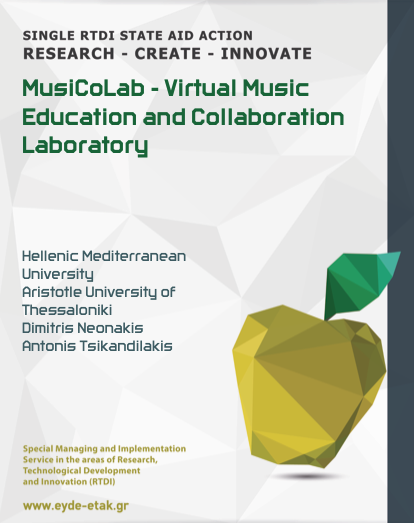 SINGLE RTDI STATE AID ACTION
RESEARCH - CREATE - INNOVATE
MusiCoLab - Virtual Music
Education and Collaboration
Laboratory
Hellenic Mediterranean
University
Aristotle University of
Thessaloniki
Dimitris Neonakis
Antonis Tsikandilakis
Special Managing and Implementation
Service in the areas of Research,
Technological Development
and Innovation (RTDI)
www.eyde-etak.gr